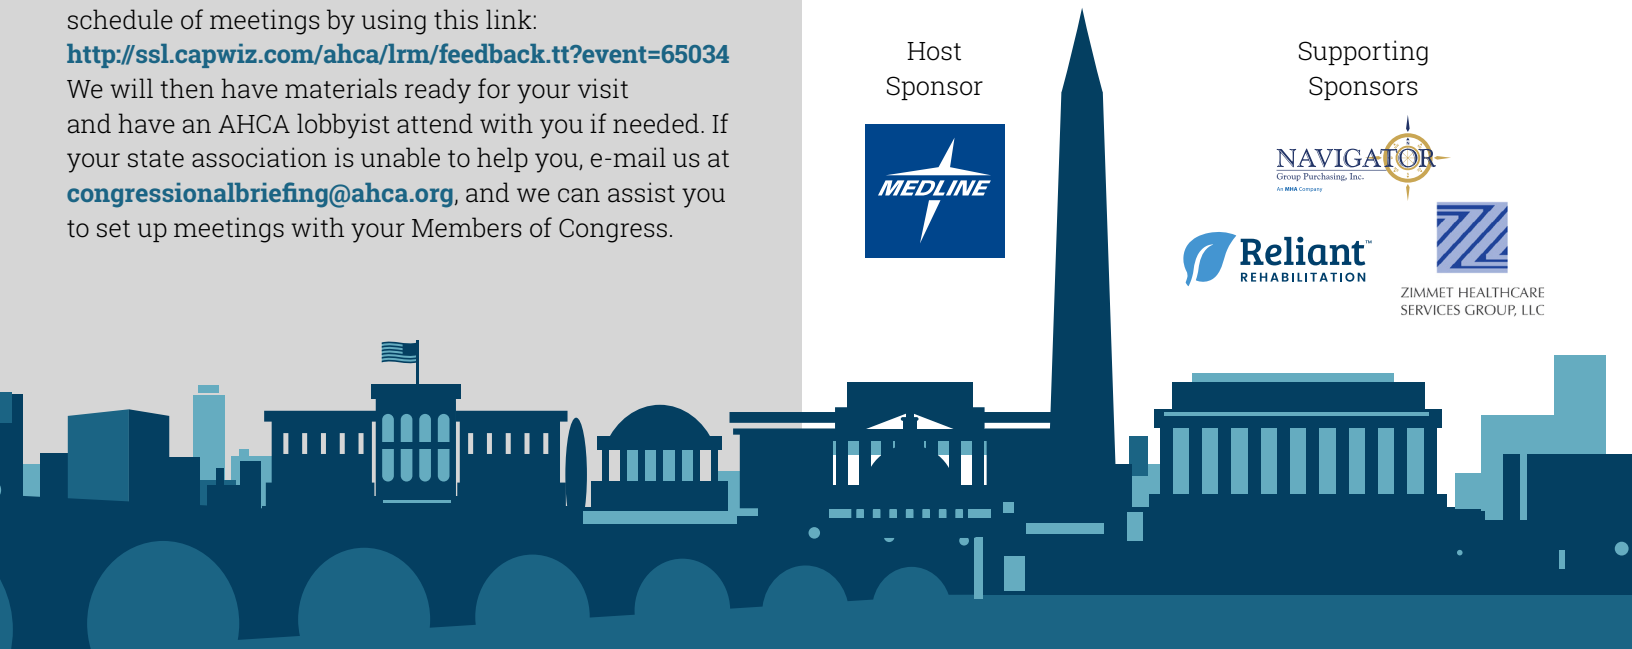 schedule of meetings by using this link:
http://ssl.capwiz.com/ahca/lrm/feedback.tt?event=65034
We will then have materials ready for your visit
and have an AHCA lobbyist attend with you if needed. If
your state association is unable to help you, e-mail us at
congressionalbriefing@ahca.org, and we can assist you
to set up meetings with your Members of Congress.
Host
Sponsor
MEDLINE
Supporting
Sponsors
NAVIGATOR
Group Purchasing, Inc.
An MHA Company
Reliant™
REHABILITATION
ZIMMET HEALTHCARE
SERVICES GROUP, LLC